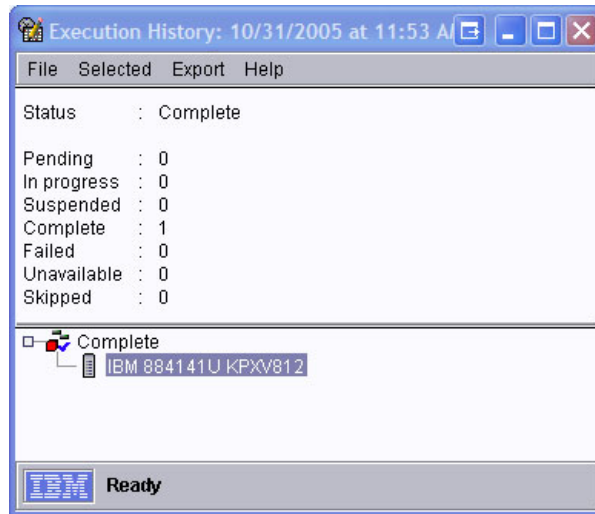 Execution History: 10/31/2005 at 11:53 A
File Selected Export Help
Status : Complete
Pending : 0
In progress : 0
Suspended : 0
Complete : 1
Failed : 0
Unavailable : 0
Skipped : 0
Complete
IBM 884141U KPXV812
IBM Ready